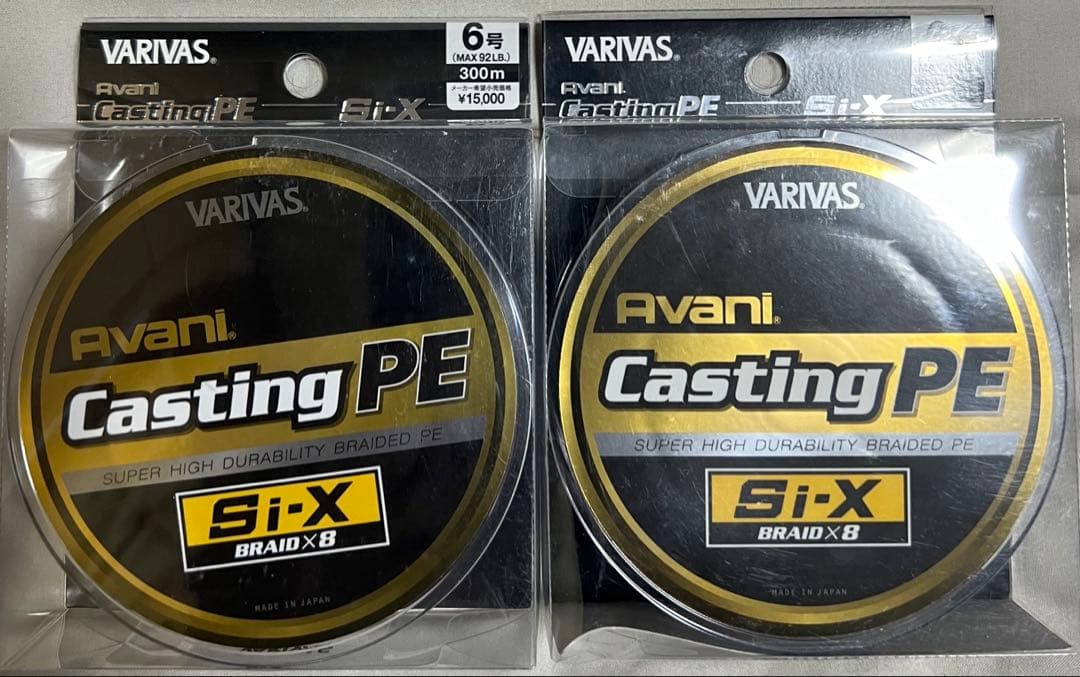 VARIVAS®
Avani
Casting PE Si-X
6号
(MAX 92LB.)
300m
メーカー希望小売価格
¥15,000
VARIVAS®
Avani®
Casting PE
SUPER HIGH DURABILITY BRAIDED PE
Si-X
BRAID×8
MADE IN JAPAN
VARIVAS®
Avani
Casting PE Si-X
VARIVAS®
Avani®
Casting PE
SUPER HIGH DURABILITY BRAIDED PE
Si-X
BRAID×8
MADE IN JAPAN